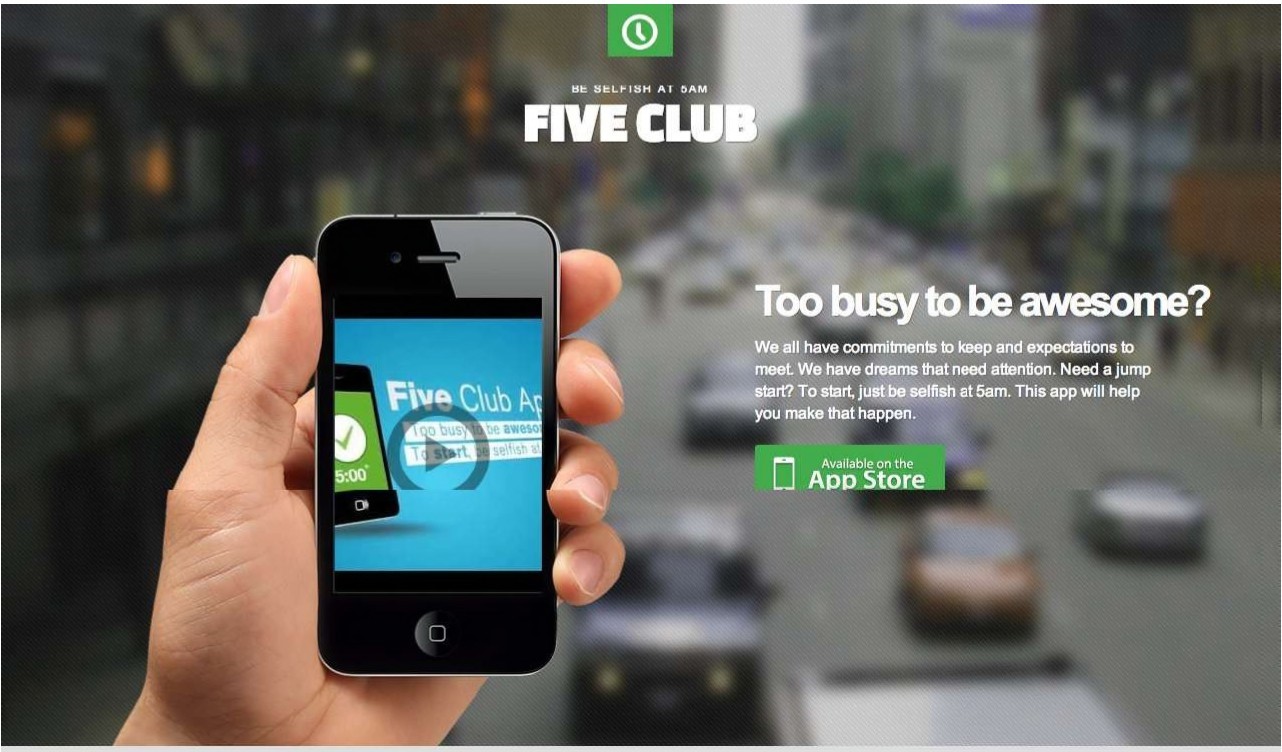 BE SELFISH AT 5AM
FIVE CLUB
Too busy to be awesome?
We all have commitments to keep and expectations to
meet. We have dreams that need attention. Need a jump
start? To start, just be selfish at 5am. This app will help
you make that happen.
Available on the
App Store
Five Club Ap
Too busy to be aweso
To start, be selfish at
5:00